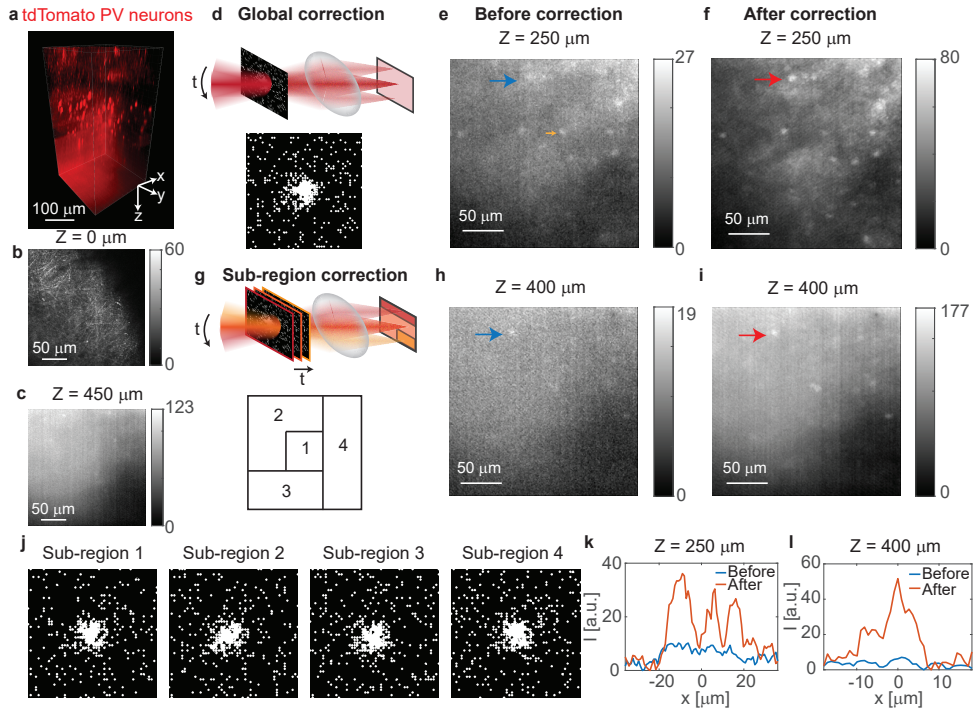 a tdTomato PV neurons
100 μm
x
y
z
b
Z = 0 μm
60
0
50 μm
c
Z = 450 μm
123
0
50 μm
d Global correction
t
g Sub-region correction
t
t
2
1
4
3
e Before correction
Z = 250 μm
27
0
50 μm
f After correction
Z = 250 μm
80
0
50 μm
h
Z = 400 μm
19
0
50 μm
i
Z = 400 μm
177
0
50 μm
j
Sub-region 1
Sub-region 2
Sub-region 3
Sub-region 4
k
Z = 250 μm
Before
After
I [a.u.]
40
20
0
-20
0
20
x [μm]
l
Z = 400 μm
Before
After
I [a.u.]
60
40
20
0
-10
0
10
x [μm]